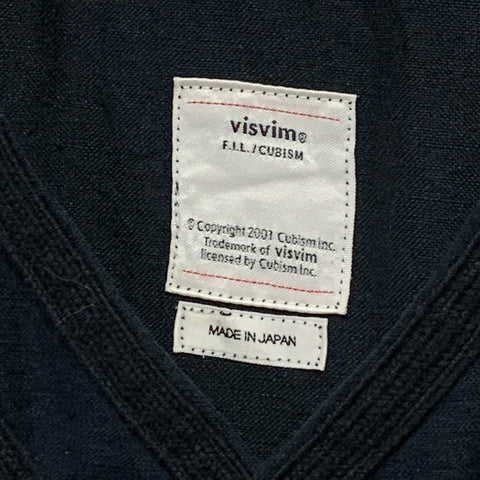 visvim®
F.I.L. / CUBISM
© Copyright 2001 Cubism Inc.
Trademark of visvim
licensed by Cubism Inc.
MADE IN JAPAN